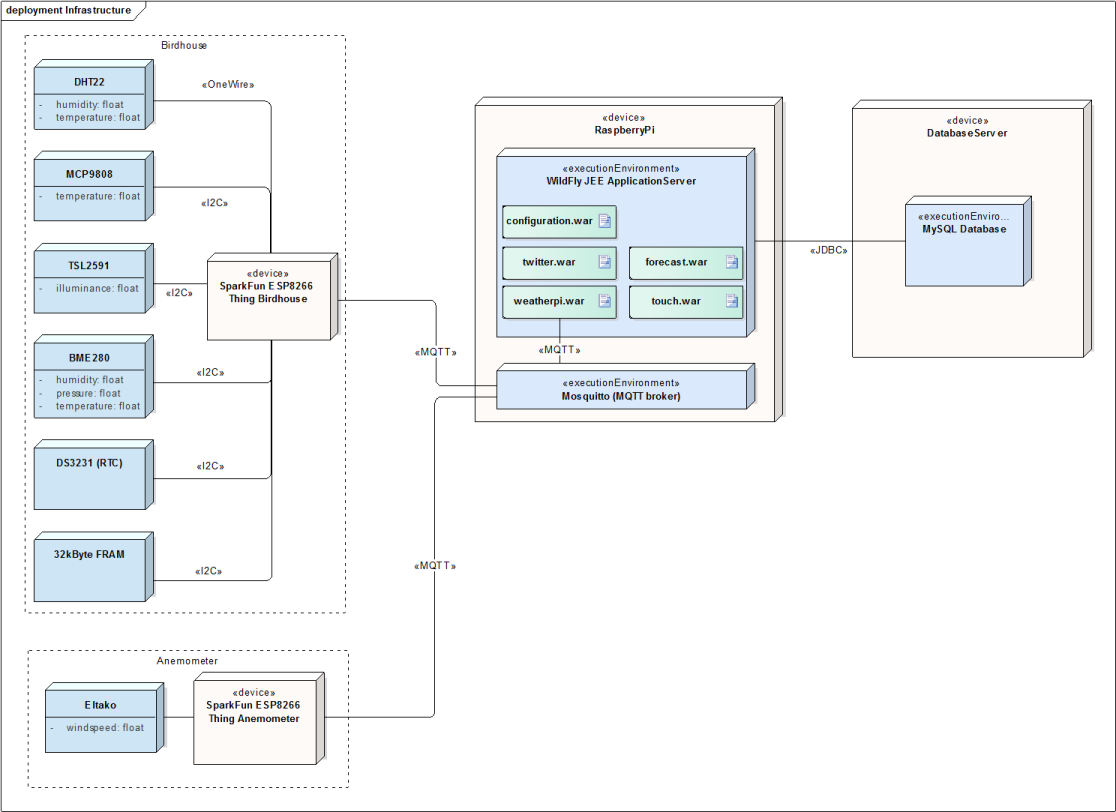 deployment Infrastructure
Birdhouse
DHT22
- humidity: float
- temperature: float
«OneWire»
MCP9808
- temperature: float
«I2C»
TSL2591
- illuminance: float
«I2C»
«device»
SparkFun ESP8266
Thing Birdhouse
BME280
- humidity: float
- pressure: float
- temperature: float
«I2C»
DS3231 (RTC)
«I2C»
32kByte FRAM
«I2C»
«MQTT»
«MQTT»
Anemometer
Eltako
- windspeed: float
«device»
SparkFun ESP8266
Thing Anemometer
«device»
RaspberryPi
«executionEnvironment»
WildFly JEE ApplicationServer
configuration.war
twitter.war
forecast.war
weatherpi.war
touch.war
«MQTT»
«executionEnvironment»
Mosquitto (MQTT broker)
«JDBC»
«device»
DatabaseServer
«executionEnviro...
MySQL Database